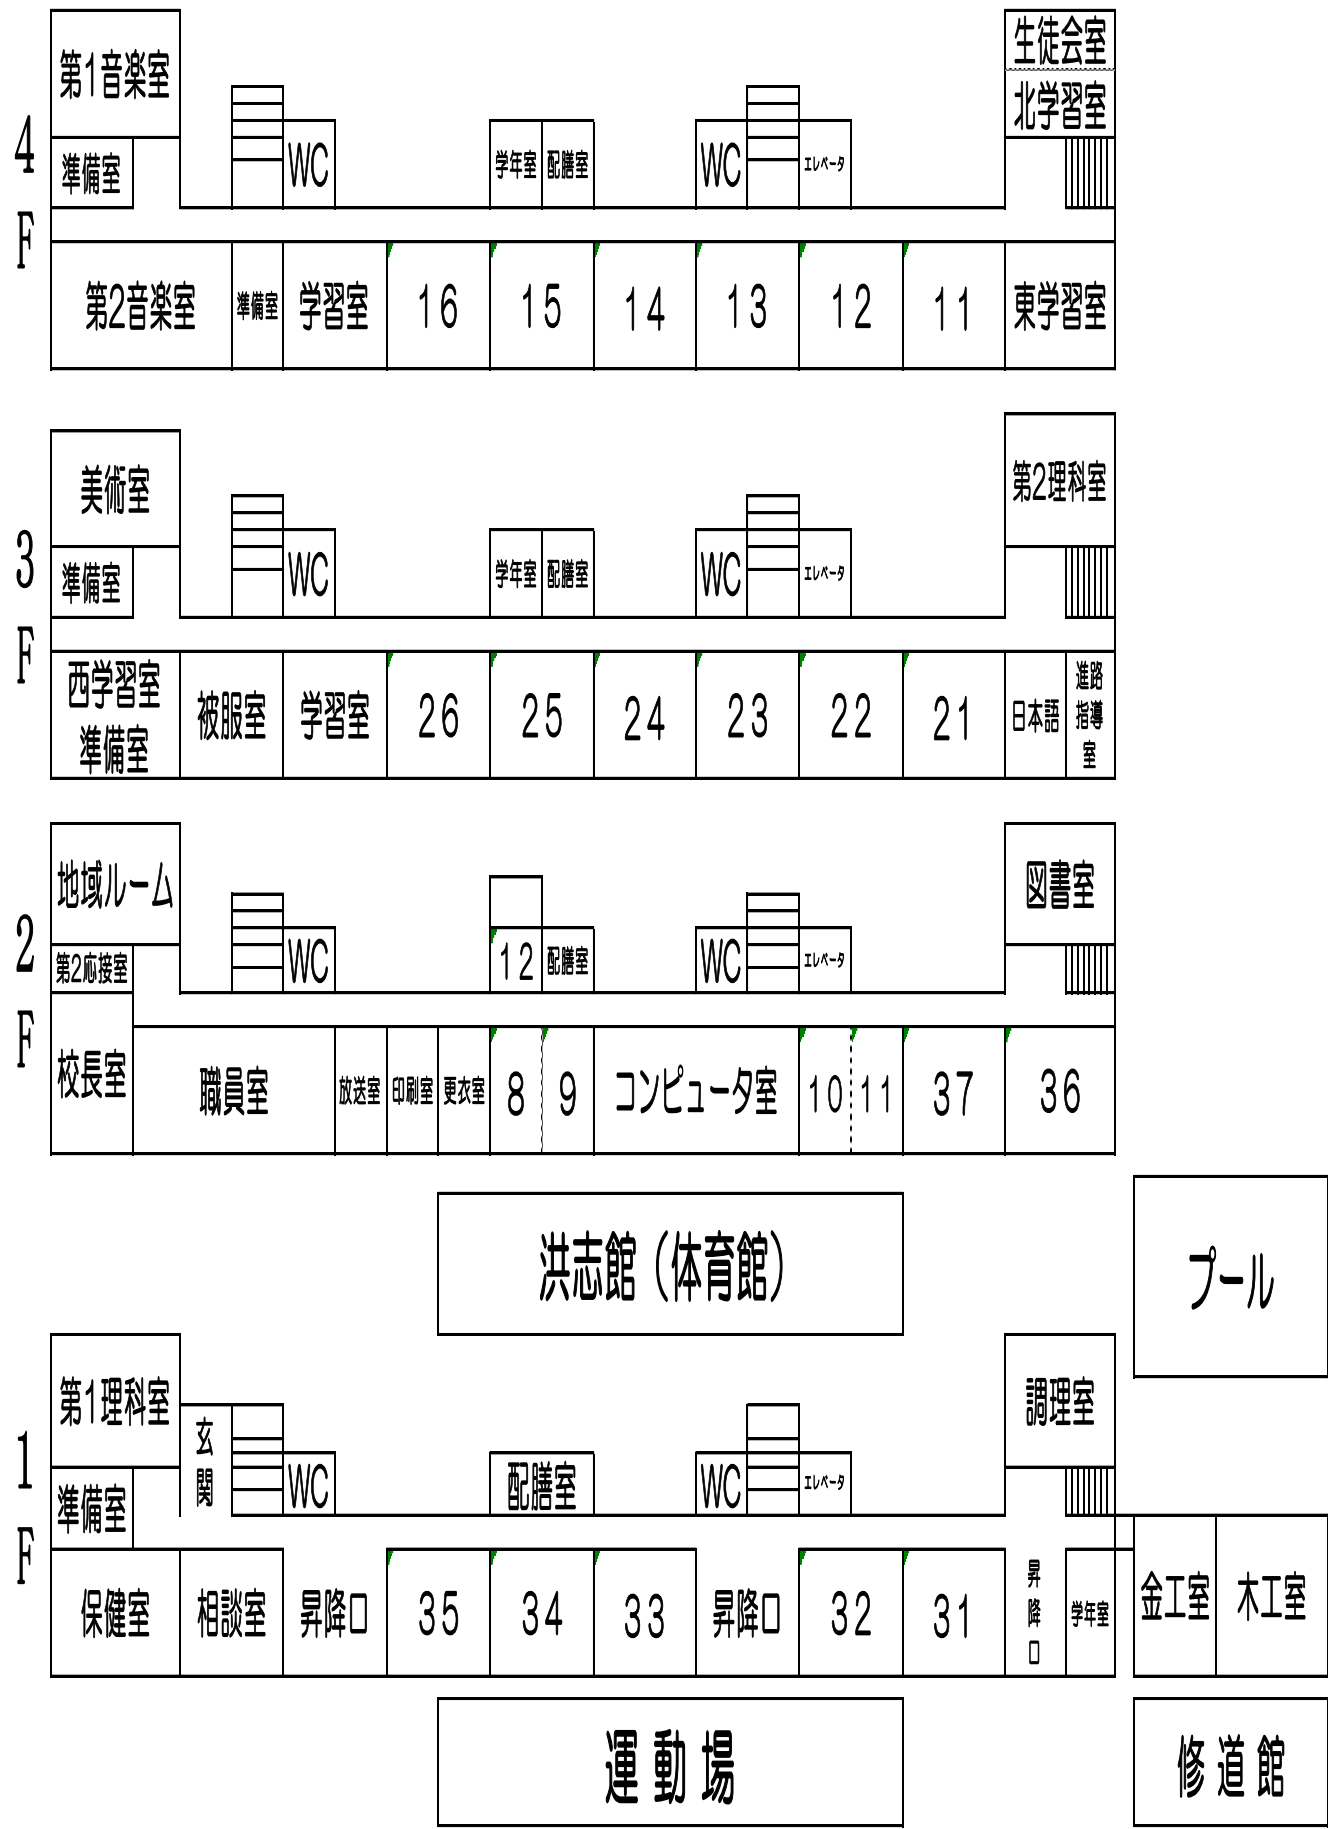 4F
第1音楽室
準備室
WC
学年室
配膳室
WC
エレベータ
生徒会室
北学習室
第2音楽室
準備室
学習室
16
15
14
13
12
11
東学習室
3F
美術室
準備室
WC
学年室
配膳室
WC
エレベータ
第2理科室
西学習室
準備室
被服室
学習室
26
25
24
23
22
21
日本語
進路
指導
室
2F
地域ルーム
第2応接室
WC
12
配膳室
WC
エレベータ
図書室
校長室
職員室
放送室
印刷室
更衣室
8
9
コンピュータ室
10
11
37
36
洪志館（体育館）
プール
1F
第1理科室
準備室
玄関
WC
配膳室
WC
エレベータ
調理室
保健室
相談室
昇降口
35
34
33
昇降口
32
31
昇降口
学年室
金工室
木工室
運動場
修道館